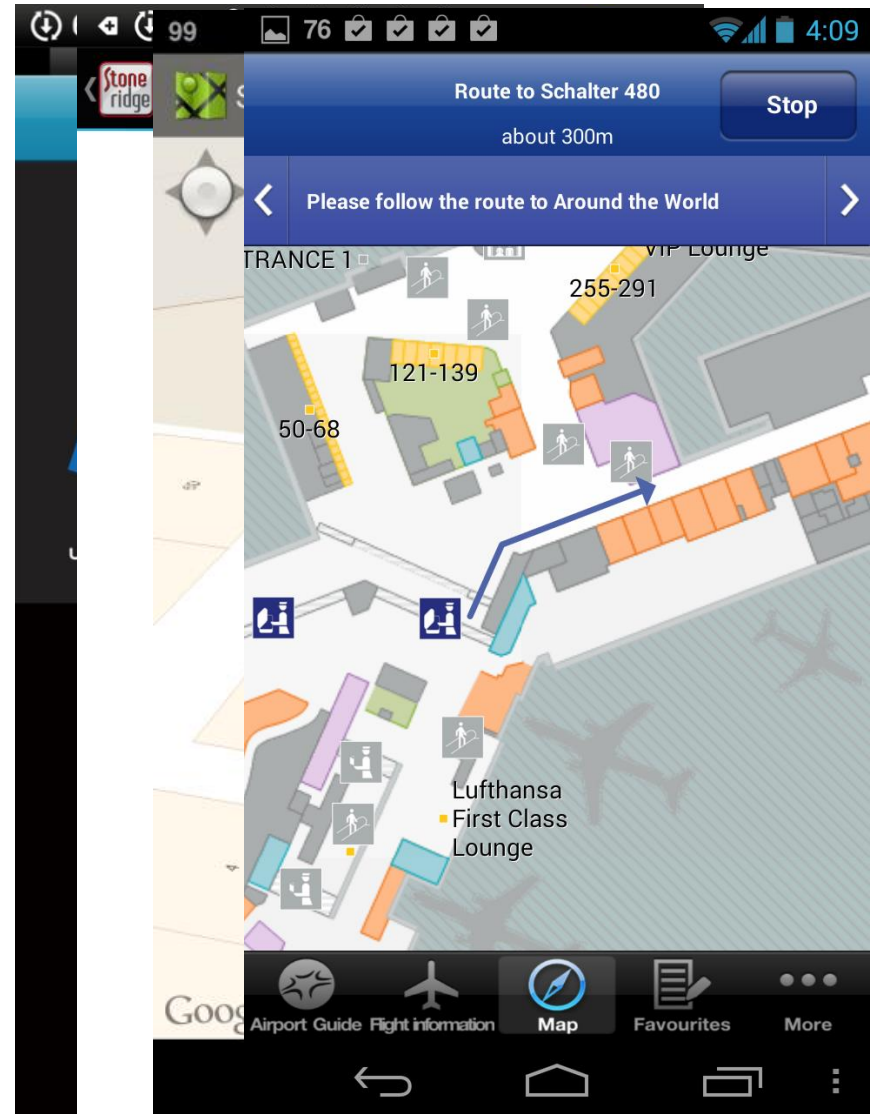 99
Stone
ridge
S
Goog
76
4:09
Route to Schalter 480
Stop
about 300m
Please follow the route to Around the World
TRANCE 1
VIP Lounge
255-291
121-139
50-68
Lufthansa
First Class
Lounge
4
Airport Guide
Flight information
Map
Favourites
More